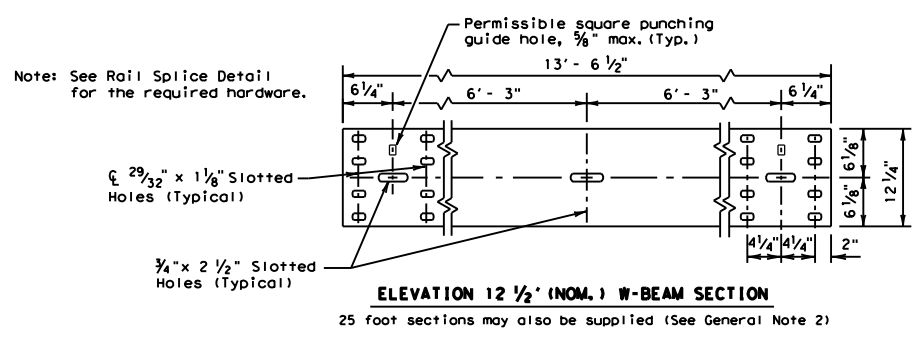 Permissible square punching
guide hole, 5/8" max. (Typ.)
Note: See Rail Splice Detail
for the required hardware.
13' - 6 1/2"
6 1/4"
6' - 3"
6' - 3"
6 1/4"
℄ 29/32" x 1 1/8" Slotted
Holes (Typical)
6 1/8"
6 1/8"
12 1/4"
4 1/4"
4 1/4"
2"
3/4" x 2 1/2" Slotted
Holes (Typical)
ELEVATION 12 1/2' (NOM.) W-BEAM SECTION
25 foot sections may also be supplied (See General Note 2)